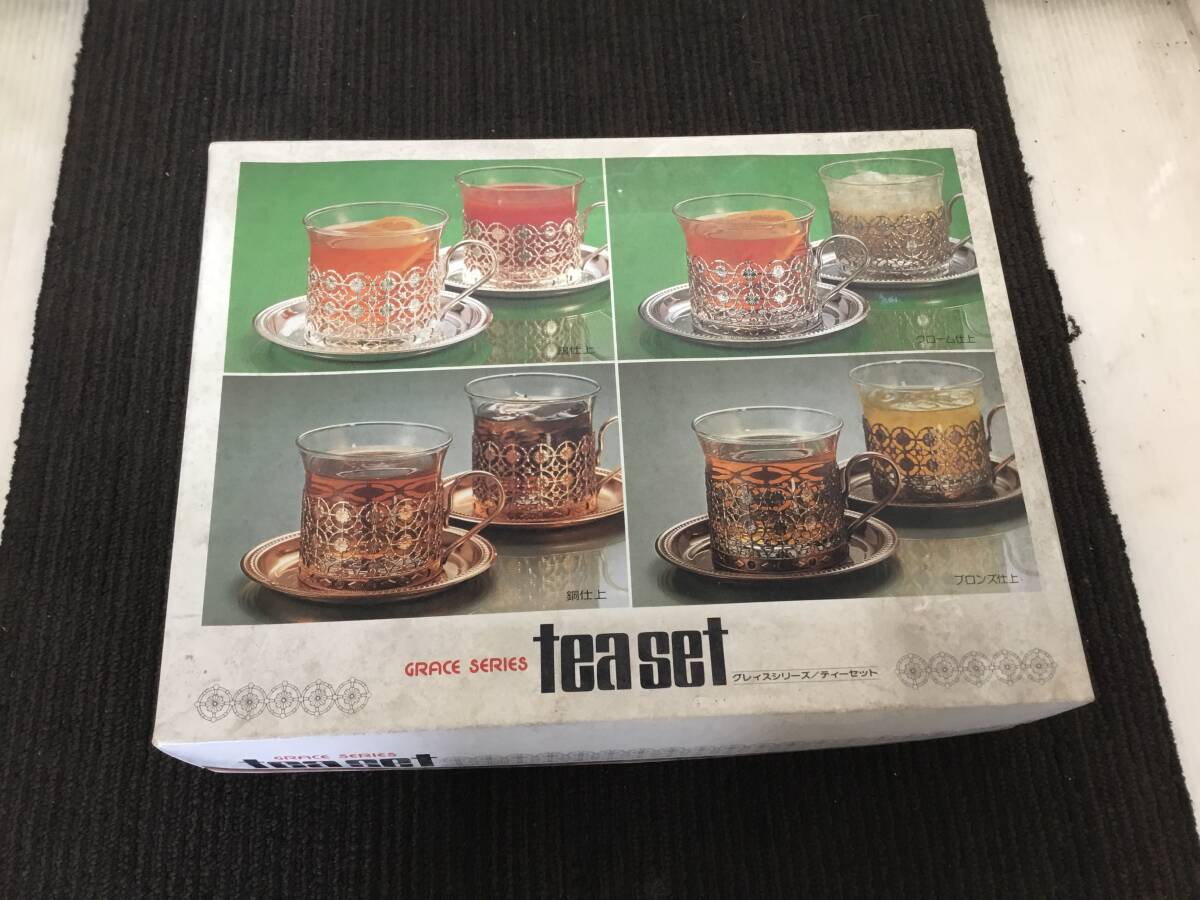 仕上
クローム仕上
銅仕上
ブロンズ仕上
GRACE SERIES tea set グレイスシリーズ/ティーセット
GRACE SERIES
tea set